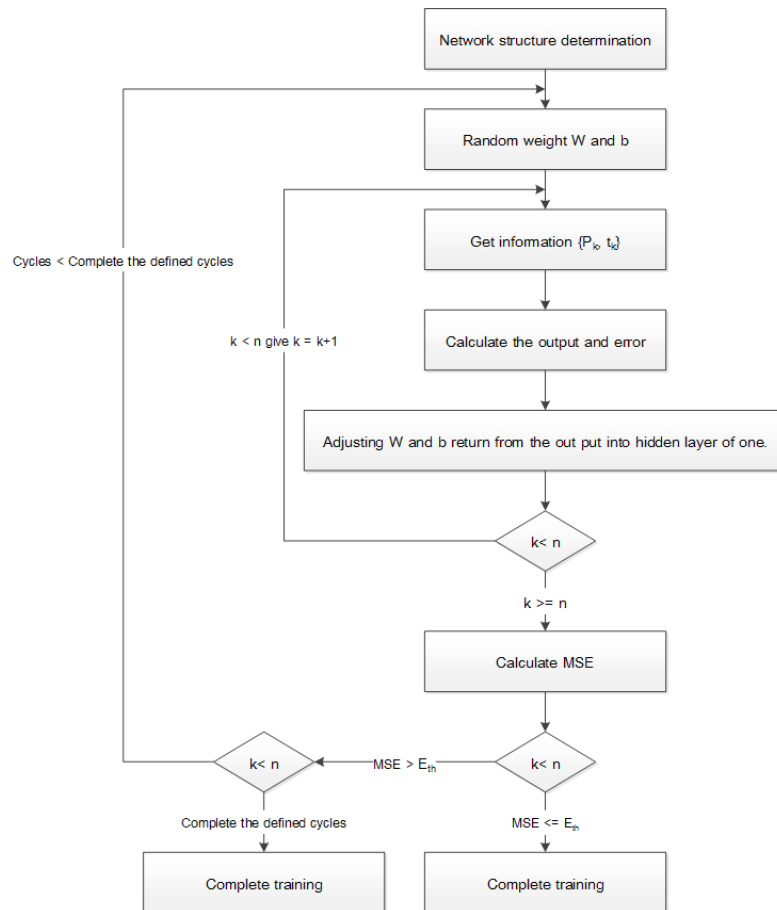 Network structure determination
Random weight W and b
Get information {Pk, tk}
Cycles < Complete the defined cycles
k < n give k = k+1
Calculate the output and error
Adjusting W and b return from the out put into hidden layer of one.
k< n
k >= n
Calculate MSE
k< n
MSE > Eth
k< n
Complete the defined cycles
MSE <= Eth
Complete training
Complete training